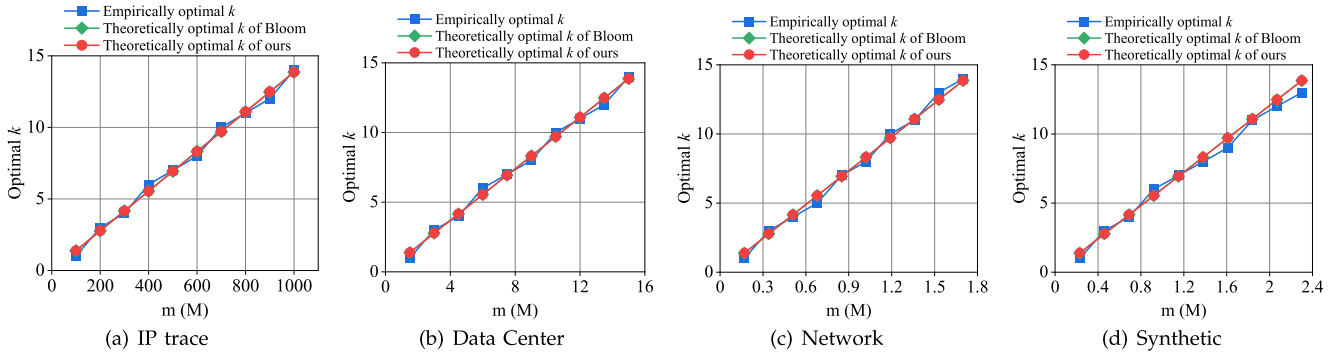 Empirically optimal k
Theoretically optimal k of Bloom
Theoretically optimal k of ours
15
10
5
0
Optimal k
0 200 400 600 800 1000
m (M)
(a) IP trace
Empirically optimal k
Theoretically optimal k of Bloom
Theoretically optimal k of ours
15
10
5
0
Optimal k
0 4 8 12 16
m (M)
(b) Data Center
Empirically optimal k
Theoretically optimal k of Bloom
Theoretically optimal k of ours
15
10
5
0
Optimal k
0 0.3 0.6 0.9 1.2 1.5 1.8
m (M)
(c) Network
Empirically optimal k
Theoretically optimal k of Bloom
Theoretically optimal k of ours
15
10
5
0
Optimal k
0 0.4 0.8 1.2 1.6 2 2.4
m (M)
(d) Synthetic